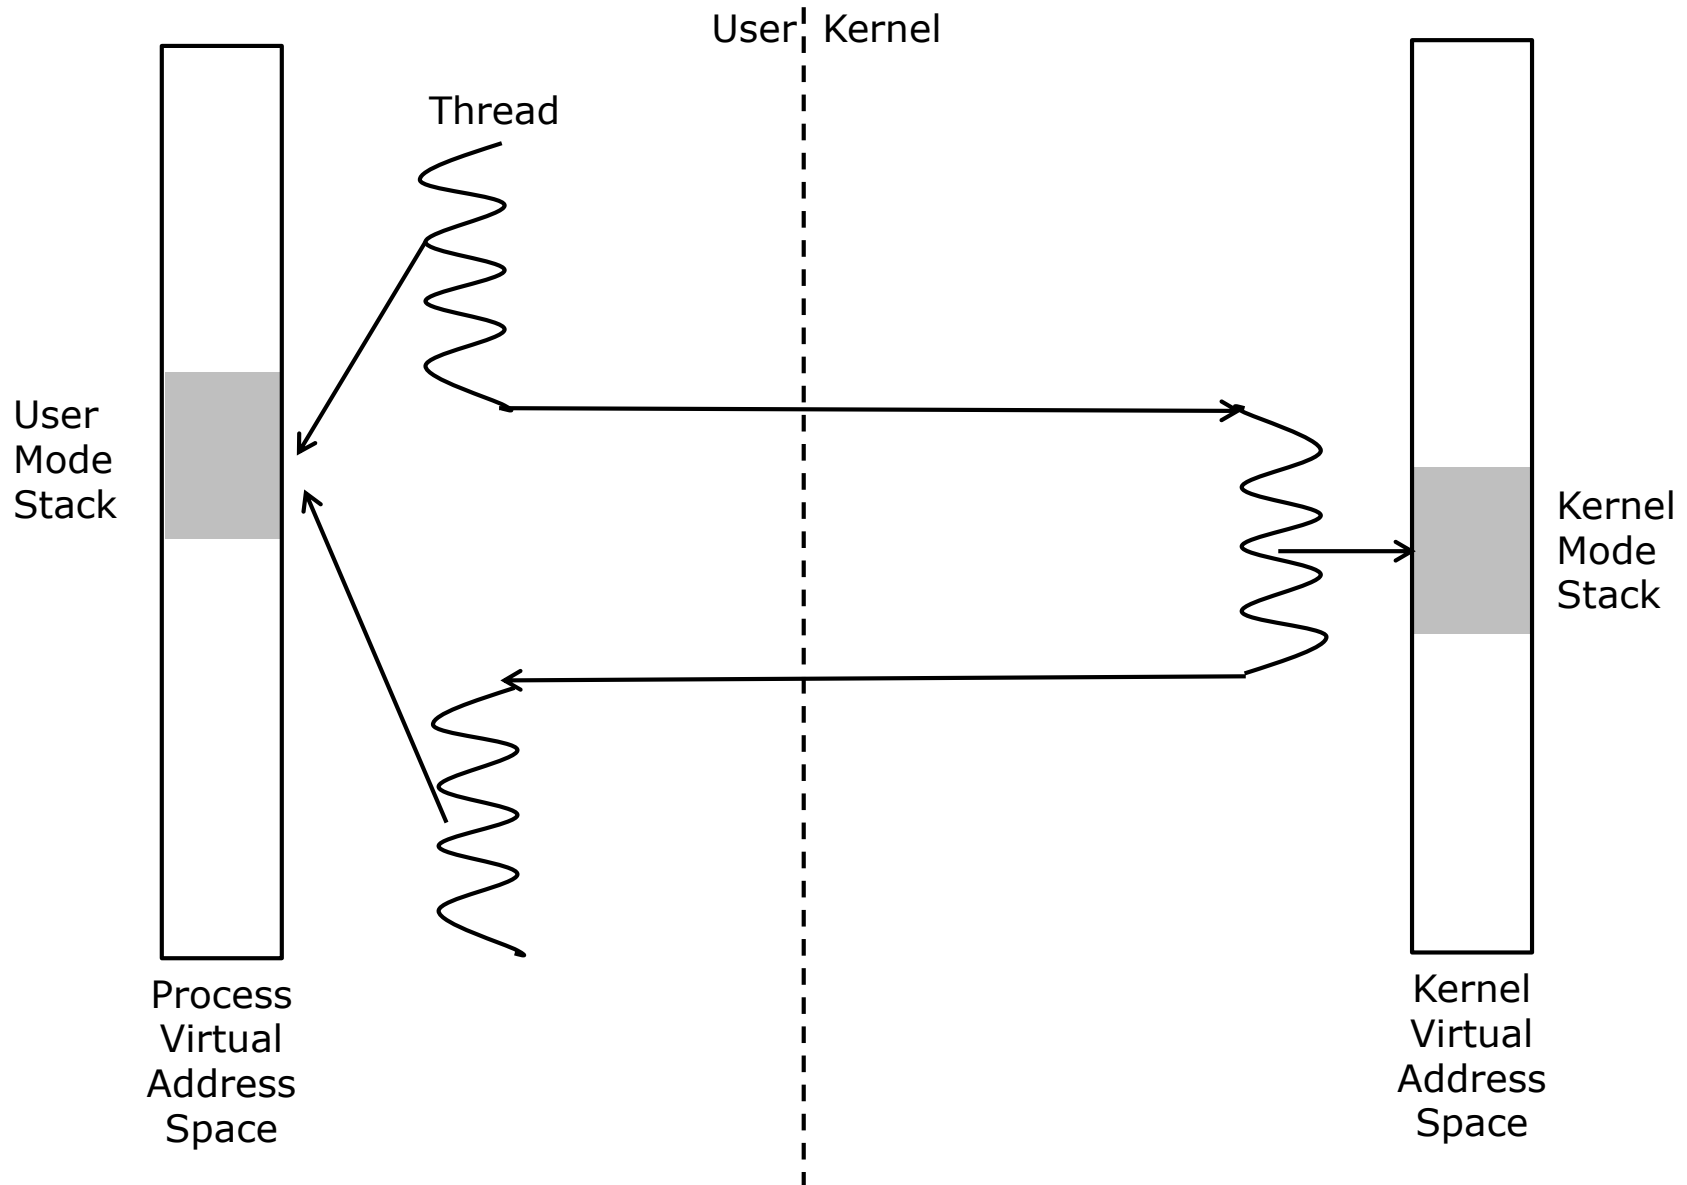 User Kernel
Thread
User
Mode
Stack
Kernel
Mode
Stack
Process
Virtual
Address
Space
Kernel
Virtual
Address
Space